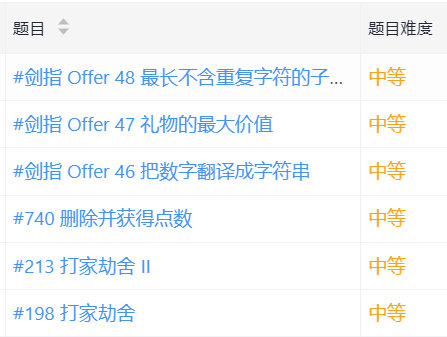 题目 题目难度
#剑指 Offer 48 最长不含重复字符的子... 中等
#剑指 Offer 47 礼物的最大价值 中等
#剑指 Offer 46 把数字翻译成字符串 中等
#740 删除并获得点数 中等
#213 打家劫舍 II 中等
#198 打家劫舍 中等